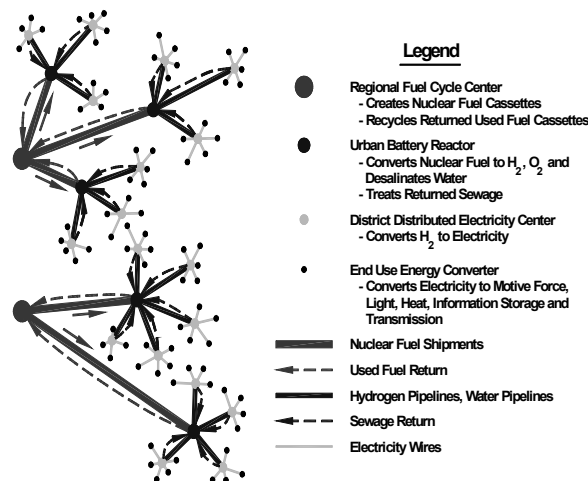 Legend
Regional Fuel Cycle Center
- Creates Nuclear Fuel Cassettes
- Recycles Returned Used Fuel Cassettes
Urban Battery Reactor
- Converts Nuclear Fuel to H₂, O₂ and
Desalinates Water
- Treats Returned Sewage
District Distributed Electricity Center
- Converts H₂ to Electricity
End Use Energy Converter
- Converts Electricity to Motive Force,
Light, Heat, Information Storage and
Transmission
Nuclear Fuel Shipments
Used Fuel Return
Hydrogen Pipelines, Water Pipelines
Sewage Return
Electricity Wires